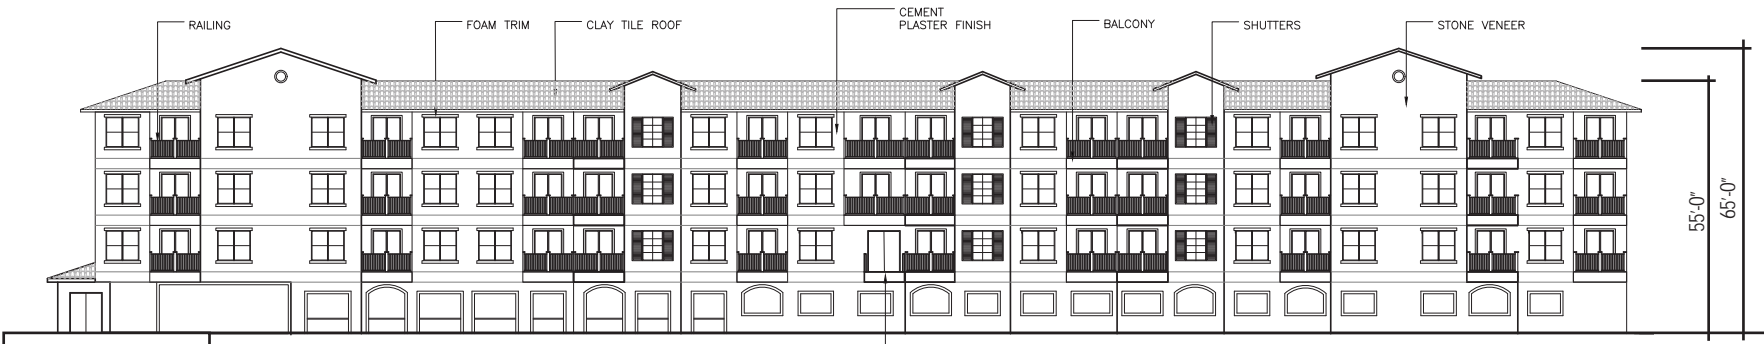 RAILING
FOAM TRIM
CLAY TILE ROOF
CEMENT
PLASTER FINISH
BALCONY
SHUTTERS
STONE VENEER
55'-0"
65'-0"